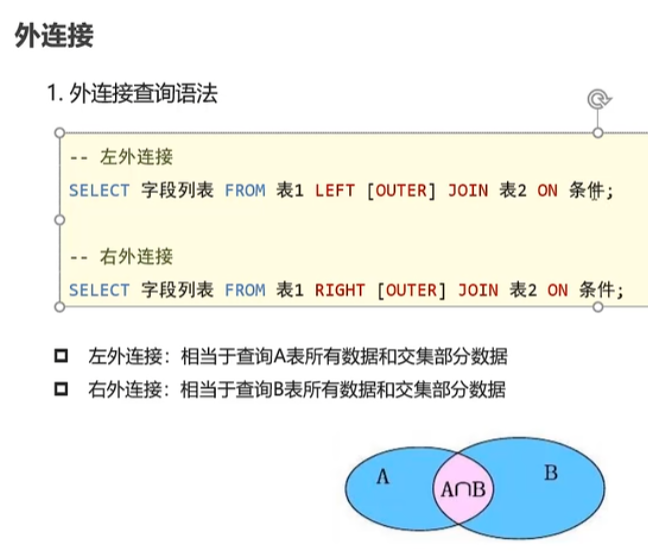 外连接
1. 外连接查询语法
-- 左外连接
SELECT 字段列表 FROM 表1 LEFT [OUTER] JOIN 表2 ON 条件;
-- 右外连接
SELECT 字段列表 FROM 表1 RIGHT [OUTER] JOIN 表2 ON 条件;
左外连接：相当于查询A表所有数据和交集部分数据
右外连接：相当于查询B表所有数据和交集部分数据
A
A∩B
B